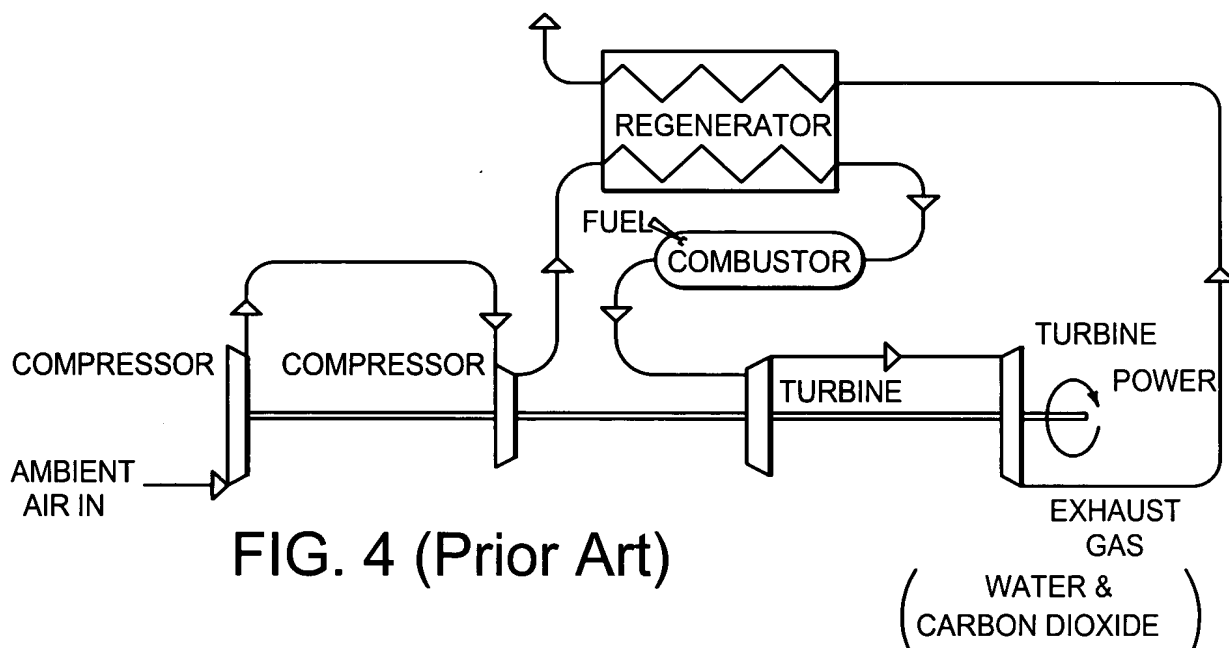 REGENERATOR
FUEL
COMBUSTOR
COMPRESSOR
COMPRESSOR
TURBINE
TURBINE
POWER
AMBIENT
AIR IN
EXHAUST
GAS
(WATER &
CARBON DIOXIDE)
FIG. 4 (Prior Art)